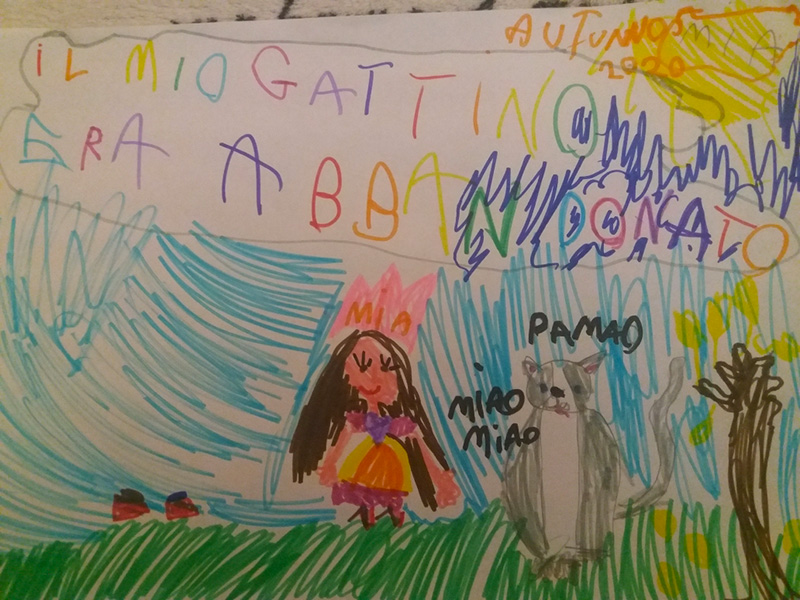 AUTUNNO MIA
2020
IL MIO GATTINO
ERA ABBANDONATO
MIA
PAMAO
MIAO
MIAO